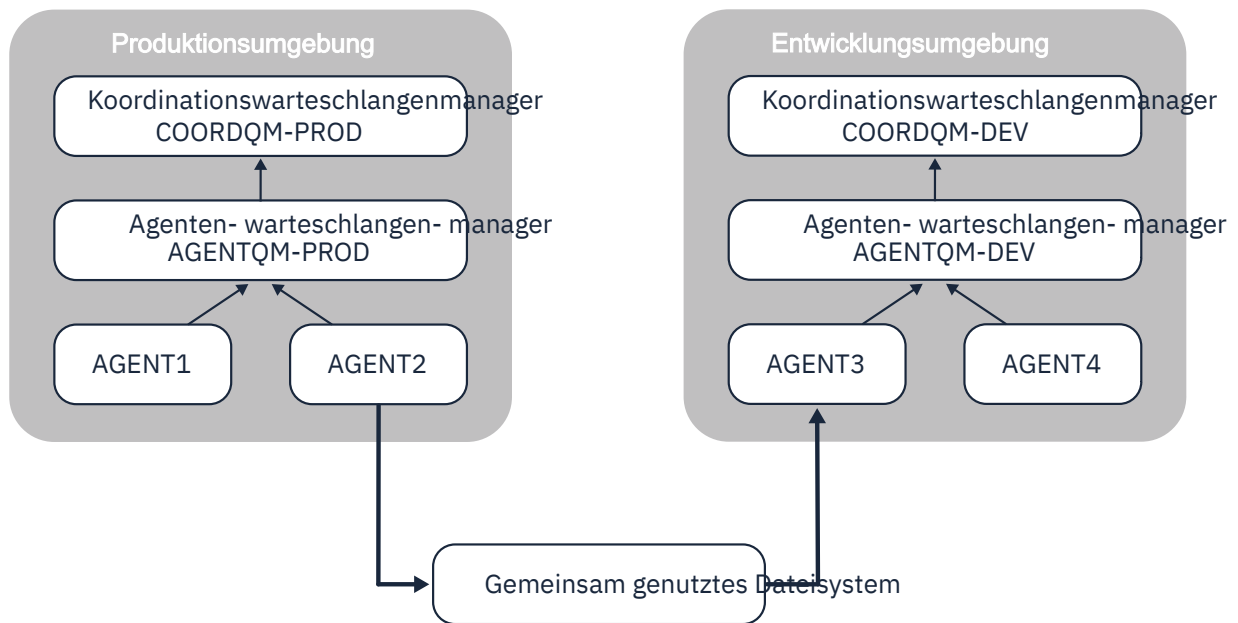 Produktionsumgebung
Koordinationswarteschlangenmanager
COORDQM-PROD
Agenten- warteschlangen- manager
AGENTQM-PROD
AGENT1
AGENT2
Entwicklungsumgebung
Koordinationswarteschlangenmanager
COORDQM-DEV
Agenten- warteschlangen- manager
AGENTQM-DEV
AGENT3
AGENT4
Gemeinsam genutztes Dateisystem